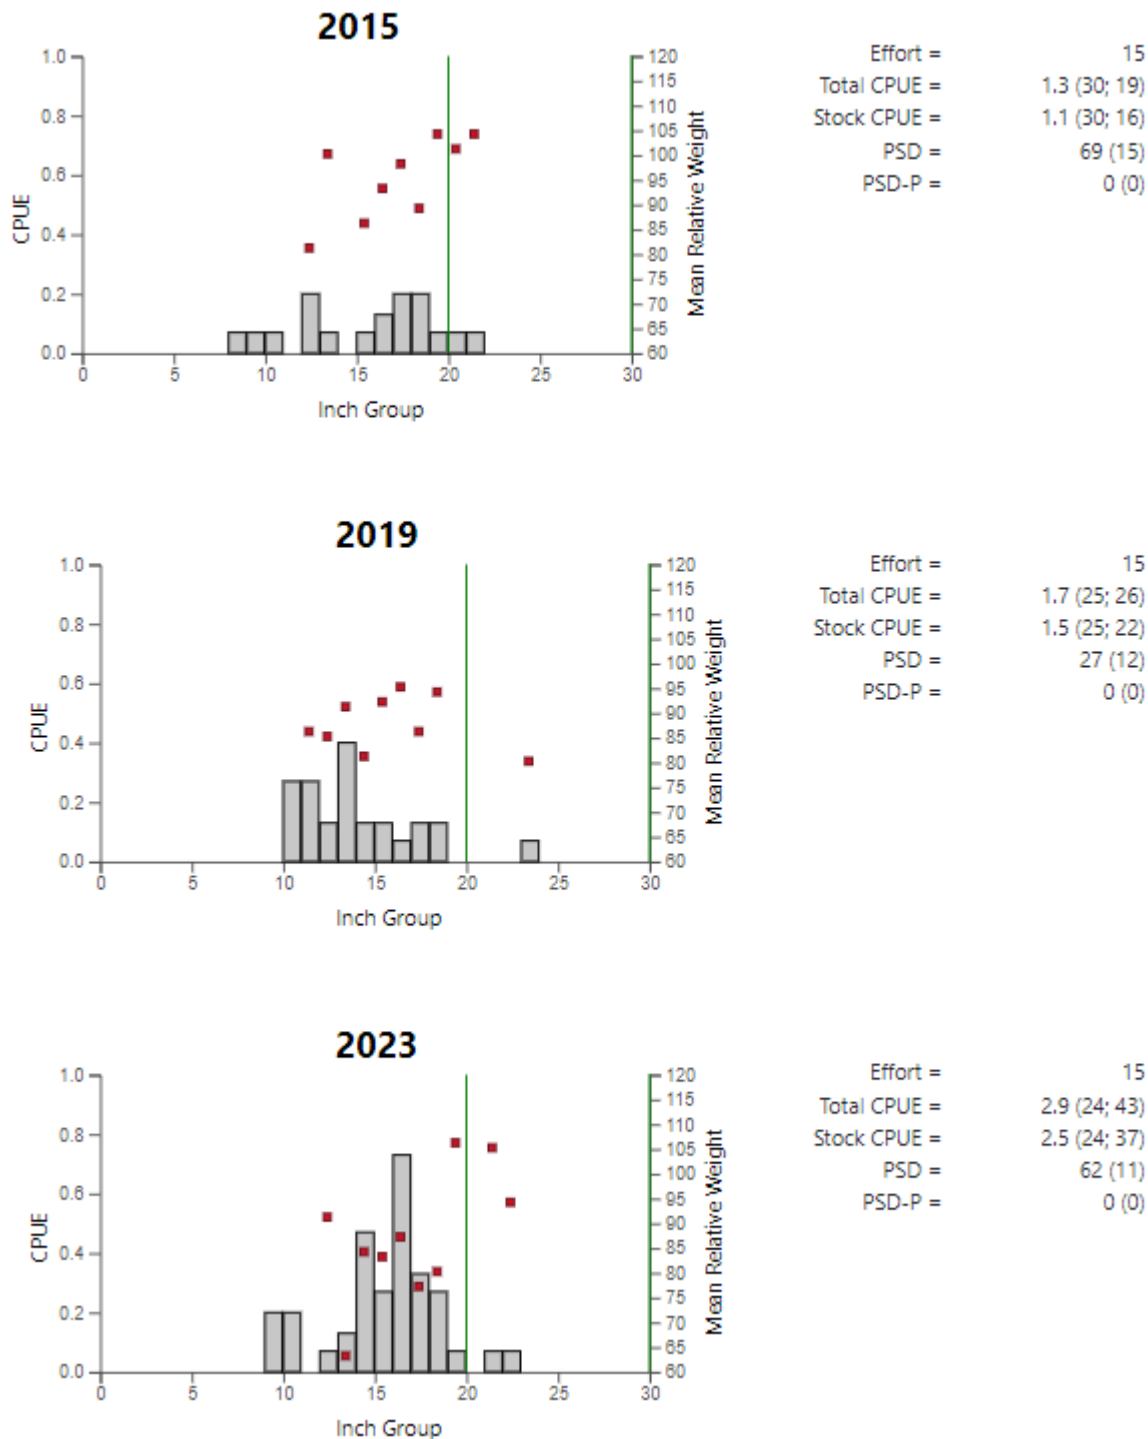 2015
1.0
0.8
0.6
0.4
0.2
0.0
CPUE
0 5 10 15 20 25 30
Inch Group
120
115
110
105
100
95
90
85
80
75
70
65
60
Mean Relative Weight
Effort = 15
Total CPUE = 1.3 (30; 19)
Stock CPUE = 1.1 (30; 16)
PSD = 69 (15)
PSD-P = 0 (0)
2019
1.0
0.8
0.6
0.4
0.2
0.0
CPUE
0 5 10 15 20 25 30
Inch Group
120
115
110
105
100
95
90
85
80
75
70
65
60
Mean Relative Weight
Effort = 15
Total CPUE = 1.7 (25; 26)
Stock CPUE = 1.5 (25; 22)
PSD = 27 (12)
PSD-P = 0 (0)
2023
1.0
0.8
0.6
0.4
0.2
0.0
CPUE
0 5 10 15 20 25 30
Inch Group
120
115
110
105
100
95
90
85
80
75
70
65
60
Mean Relative Weight
Effort = 15
Total CPUE = 2.9 (24; 43)
Stock CPUE = 2.5 (24; 37)
PSD = 62 (11)
PSD-P = 0 (0)